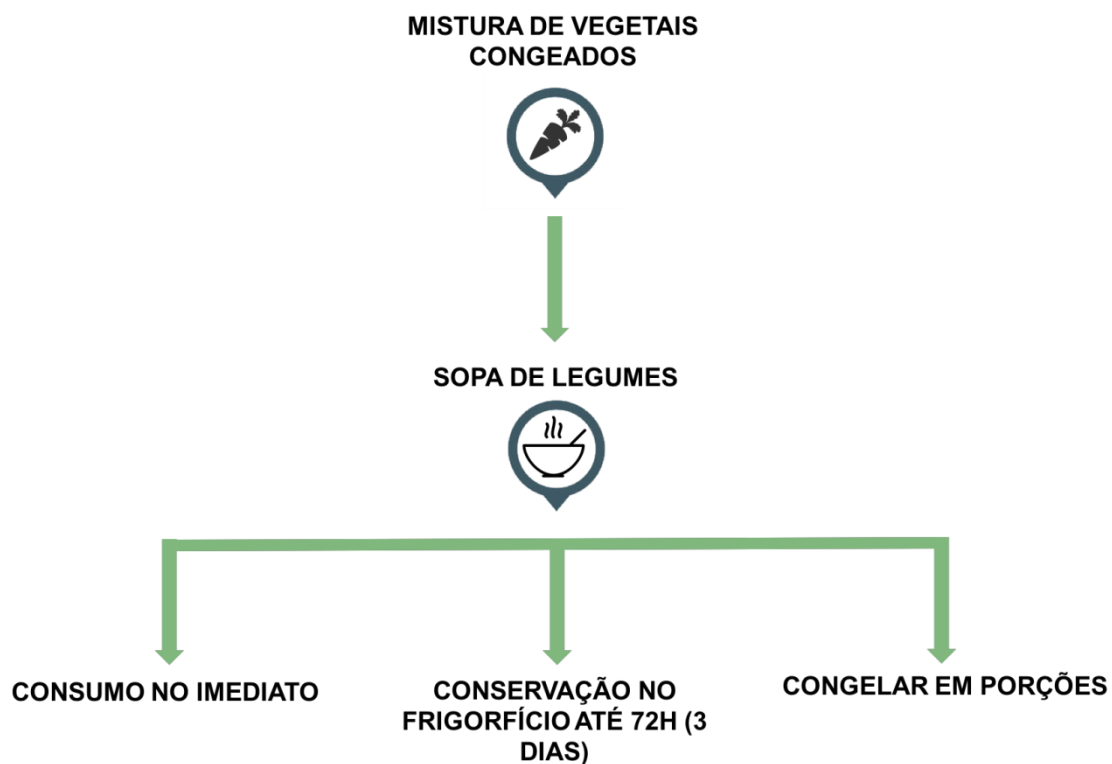 MISTURA DE VEGETAIS
CONGEADOS
SOPA DE LEGUMES
CONSUMO NO IMEDIATO
CONSERVAÇÃO NO
FRIGORFÍCIO ATÉ 72H (3
DIAS)
CONGELAR EM PORÇÕES